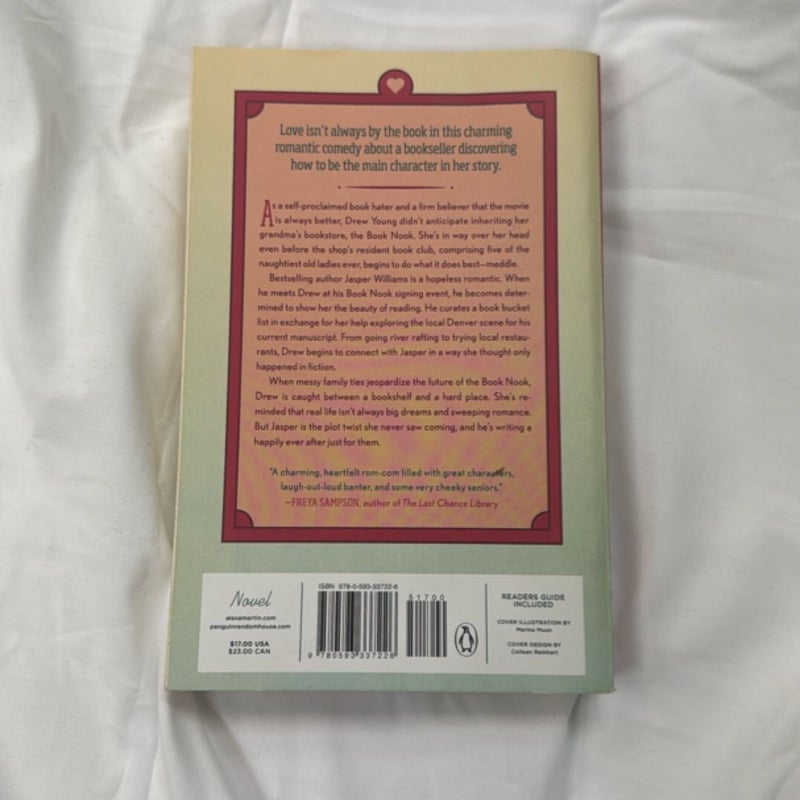 Love isn't always by the book in this charming
romantic comedy about a bookseller discovering
how to be the main character in her story.
As a self-proclaimed book hater and a firm believer that the movie
is always better, Drew Young didn't anticipate inheriting her
grandma's bookstore, the Book Nook. She's in way over her head
even before the shop's resident book club, comprising five of the
naughtiest old ladies ever, begins to do what it does best—meddle.
Bestselling author Jasper Williams is a hopeless romantic. When
he meets Drew at his Book Nook signing event, he becomes deter-
mined to show her the beauty of reading. He curates a book bucket
list in exchange for her help exploring the local Denver scene for his
current manuscript. From going river rafting to trying local restau-
rants, Drew begins to connect with Jasper in a way she thought only
happened in fiction.
When messy family ties jeopardize the future of the Book Nook,
Drew is caught between a bookshelf and a hard place. She's re-
minded that real life isn't always big dreams and sweeping romance.
But Jasper is the plot twist she never saw coming, and he's writing a
happily ever after just for them.
"A charming, heartfelt rom-com filled with great characters,
laugh-out-loud banter, and some very cheeky seniors."
—FREYA SAMPSON, author of The Last Chance Library
Novel
alexamartin.com
penguinrandomhouse.com
$17.00 USA
$23.00 CAN
ISBN 978-0-593-33722-6
51700
9 780593 337226
READERS GUIDE
INCLUDED
COVER ILLUSTRATION BY
Marina Muun
COVER DESIGN BY
Colleen Reinhart